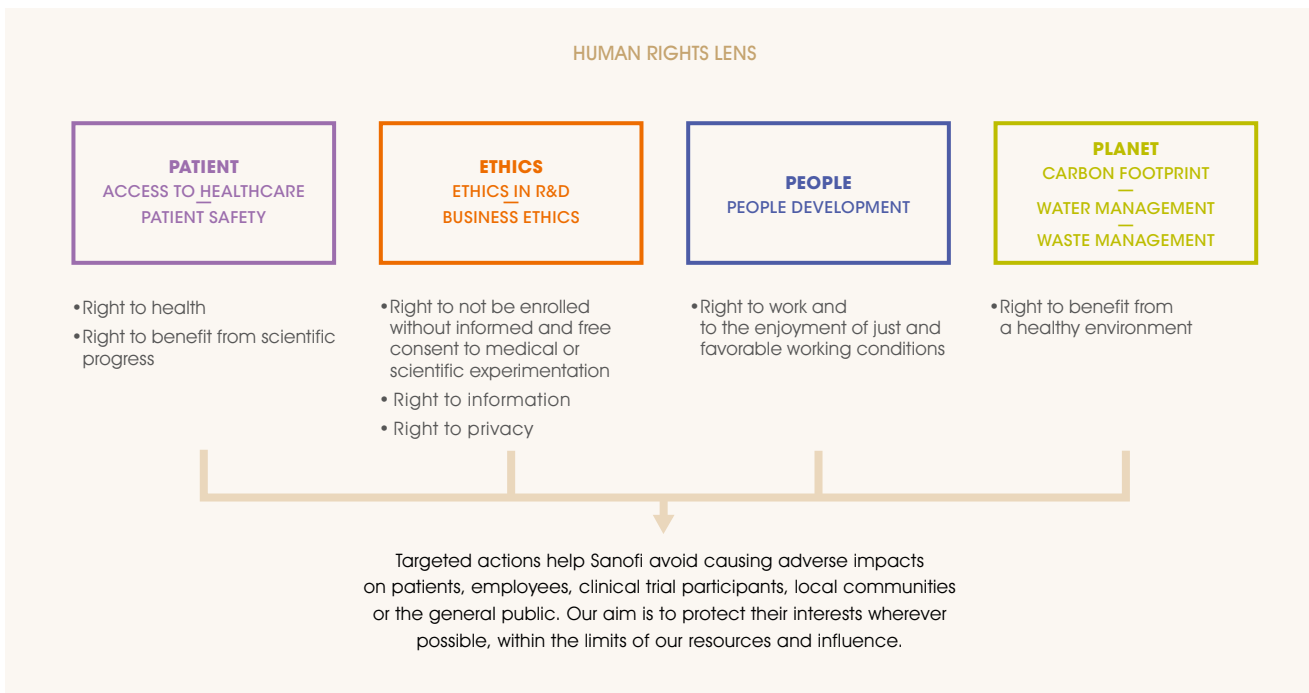 HUMAN RIGHTS LENS
PATIENT
ACCESS TO HEALTHCARE
—
PATIENT SAFETY
• Right to health
• Right to benefit from scientific
progress
ETHICS
ETHICS IN R&D
—
BUSINESS ETHICS
• Right to not be enrolled
without informed and free
consent to medical or
scientific experimentation
• Right to information
• Right to privacy
PEOPLE
PEOPLE DEVELOPMENT
• Right to work and
to the enjoyment of just and
favorable working conditions
PLANET
CARBON FOOTPRINT
—
WATER MANAGEMENT
—
WASTE MANAGEMENT
• Right to benefit from
a healthy environment
Targeted actions help Sanofi avoid causing adverse impacts
on patients, employees, clinical trial participants, local communities
or the general public. Our aim is to protect their interests wherever
possible, within the limits of our resources and influence.